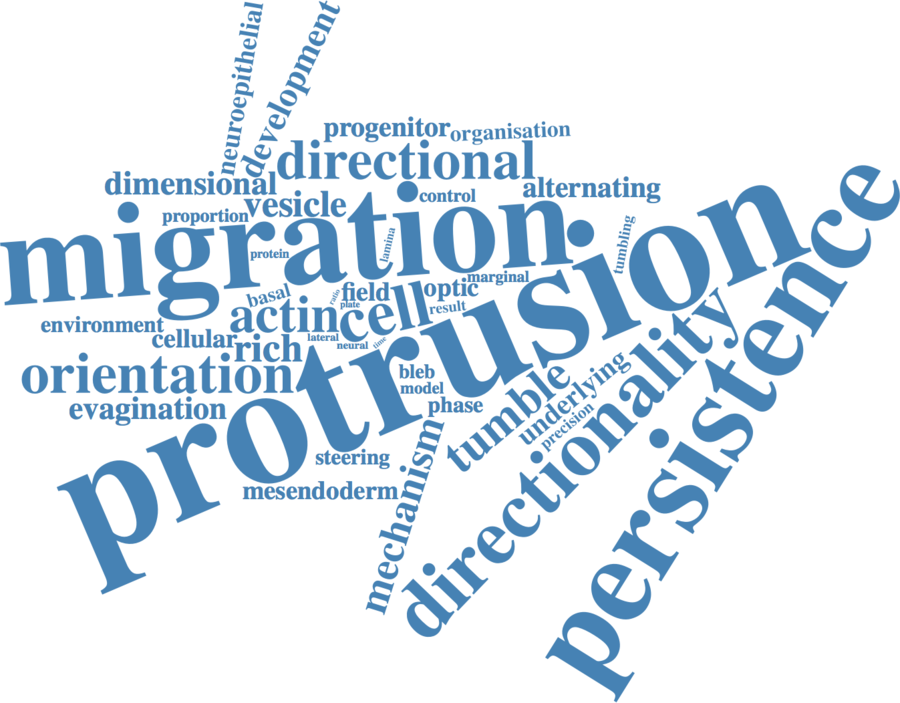 neuroepithelial
development
progenitor
organisation
directional
dimensional
control
alternating
vesicle
proportion
migration
protein
lamina
tumbling
persistence
protrusion
marginal
optic
field
ratio
basal
plate
result
cell
actin
environment
cellular
rich
lateral
neural
time
orientation
bleb
model
evagination
phase
tumble
underlying
precision
directionality
steering
mesendoderm
mechanism